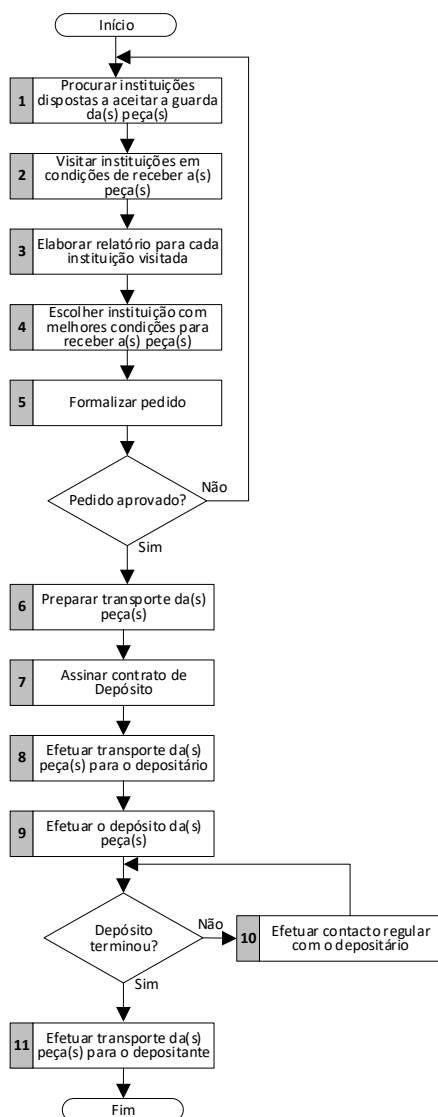 Início
1
Procurar instituições
dispostas a aceitar a guarda
da(s) peça(s)
2
Visitar instituições em
condições de receber a(s)
peça(s)
3
Elaborar relatório para cada
instituição visitada
4
Escolher instituição com
melhores condições para
receber a(s) peça(s)
5
Formalizar pedido
Pedido aprovado?
Não
Sim
6
Preparar transporte da(s)
peça(s)
7
Assinar contrato de
Depósito
8
Efetuar transporte da(s)
peça(s) para o depositário
9
Efetuar o depósito da(s)
peça(s)
Depósito
terminou?
Não
10
Efetuar contacto regular
com o depositário
Sim
11
Efetuar transporte da(s)
peça(s) para o depositante
Fim